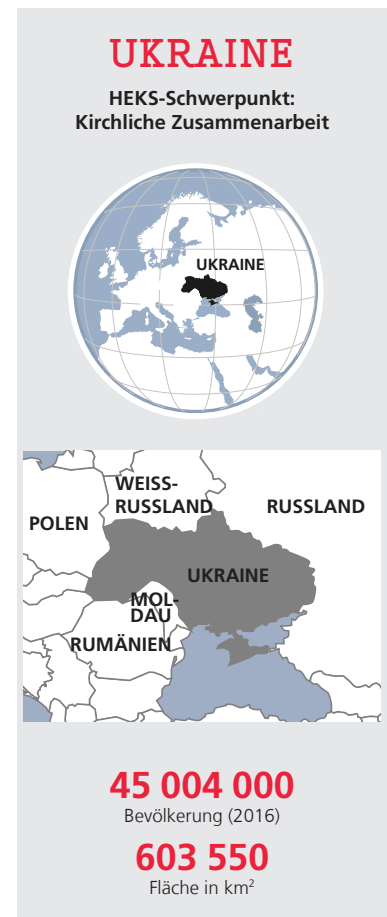 UKRAINE
HEKS-Schwerpunkt:
Kirchliche Zusammenarbeit
UKRAINE
WEISS-
RUSSLAND
RUSSLAND
POLEN
UKRAINE
MOL-
DAU
RUMÄNIEN
45 004 000
Bevölkerung (2016)
603 550
Fläche in km²